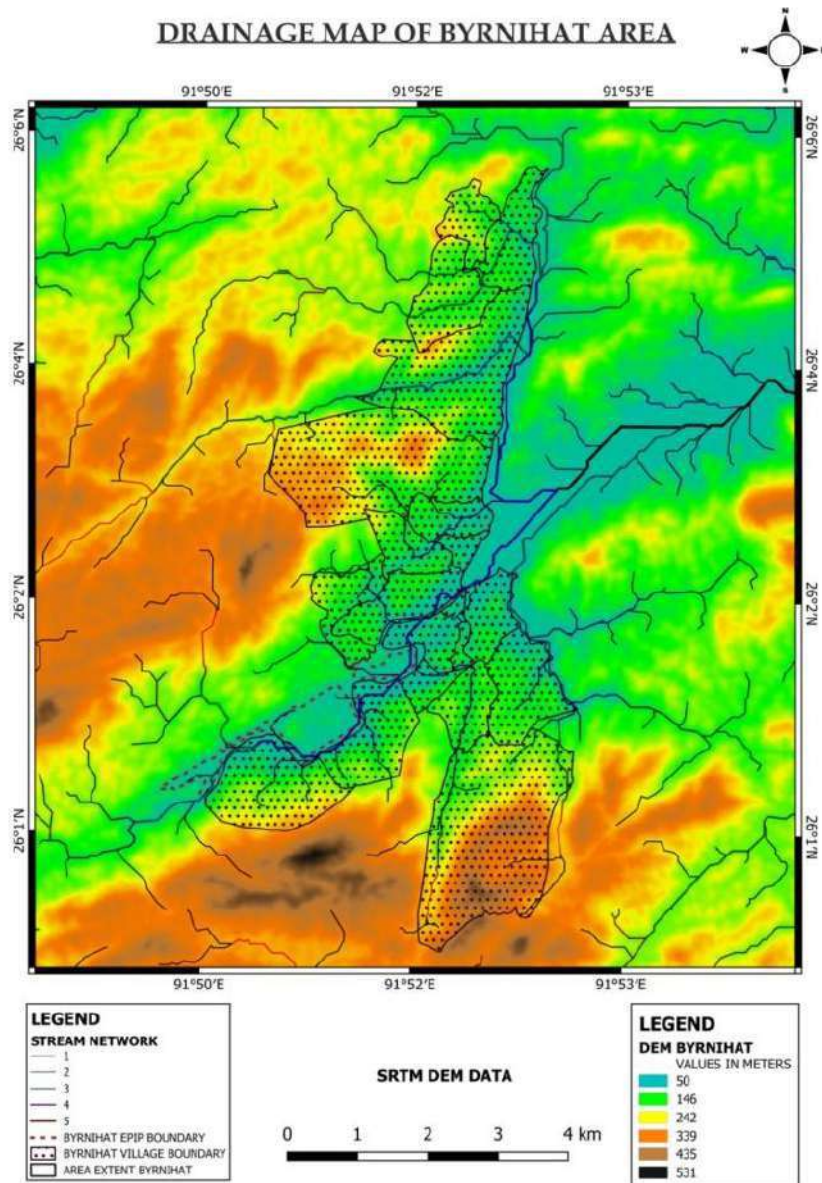 DRAINAGE MAP OF BYRNIHAT AREA
N
W
S
91°50'E 91°52'E 91°53'E
26°6'N 26°6'N
26°4'N 26°4'N
26°2'N 26°2'N
26°1'N 26°1'N
91°50'E 91°52'E 91°53'E
LEGEND
STREAM NETWORK
1
2
3
4
5
BYRNIHAT EPIP BOUNDARY
BYRNIHAT VILLAGE BOUNDARY
AREA EXTENT BYRNIHAT
SRTM DEM DATA
0 1 2 3 4 km
LEGEND
DEM BYRNIHAT
VALUES IN METERS
50
146
242
339
435
531